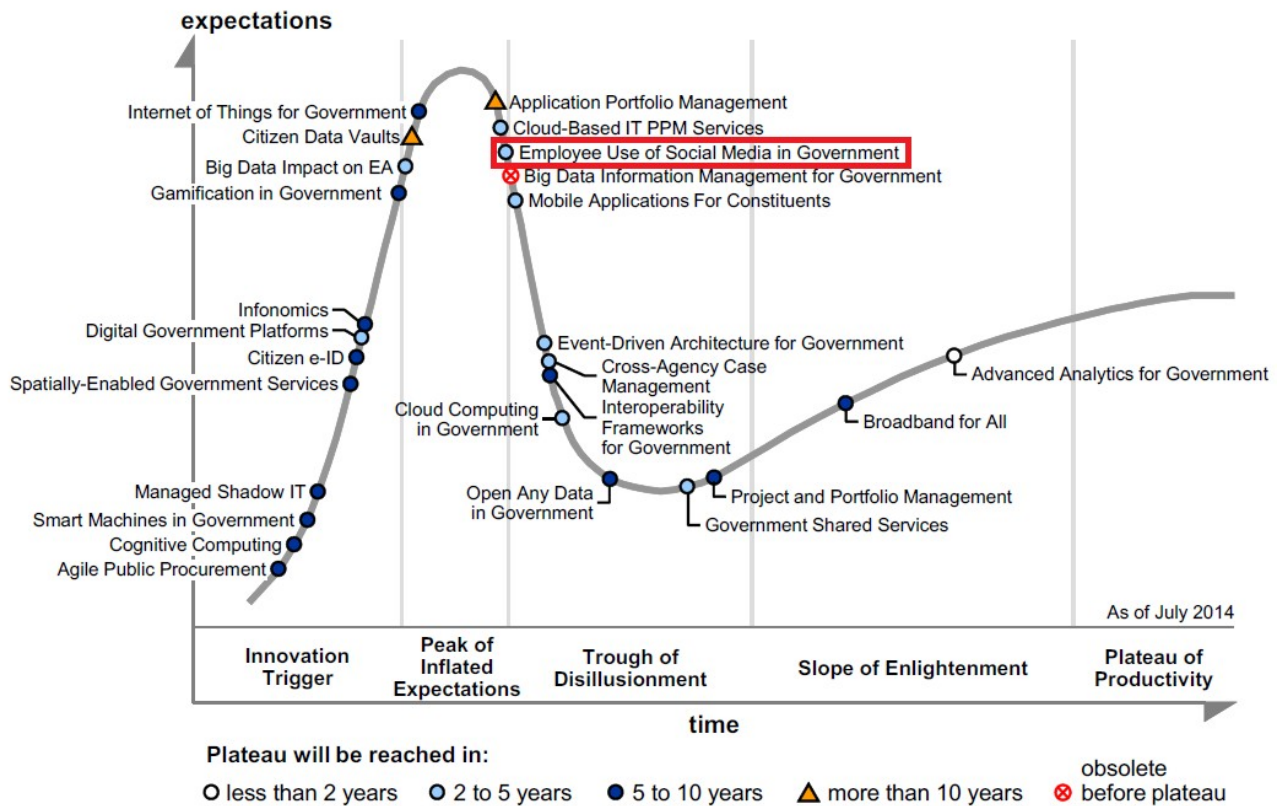 expectations
Internet of Things for Government
Citizen Data Vaults
Big Data Impact on EA
Gamification in Government
Application Portfolio Management
Cloud-Based IT PPM Services
Employee Use of Social Media in Government
Big Data Information Management for Government
Mobile Applications For Constituents
Infonomics
Digital Government Platforms
Citizen e-ID
Spatially-Enabled Government Services
Managed Shadow IT
Smart Machines in Government
Cognitive Computing
Agile Public Procurement
Event-Driven Architecture for Government
Cross-Agency Case
Management
Interoperability
Frameworks
for Government
Cloud Computing
in Government
Open Any Data
in Government
Project and Portfolio Management
Government Shared Services
Advanced Analytics for Government
Broadband for All
As of July 2014
Innovation
Trigger
Peak of
Inflated
Expectations
Trough of
Disillusionment
Slope of Enlightenment
Plateau of
Productivity
time
Plateau will be reached in:
less than 2 years
2 to 5 years
5 to 10 years
more than 10 years
obsolete
before plateau